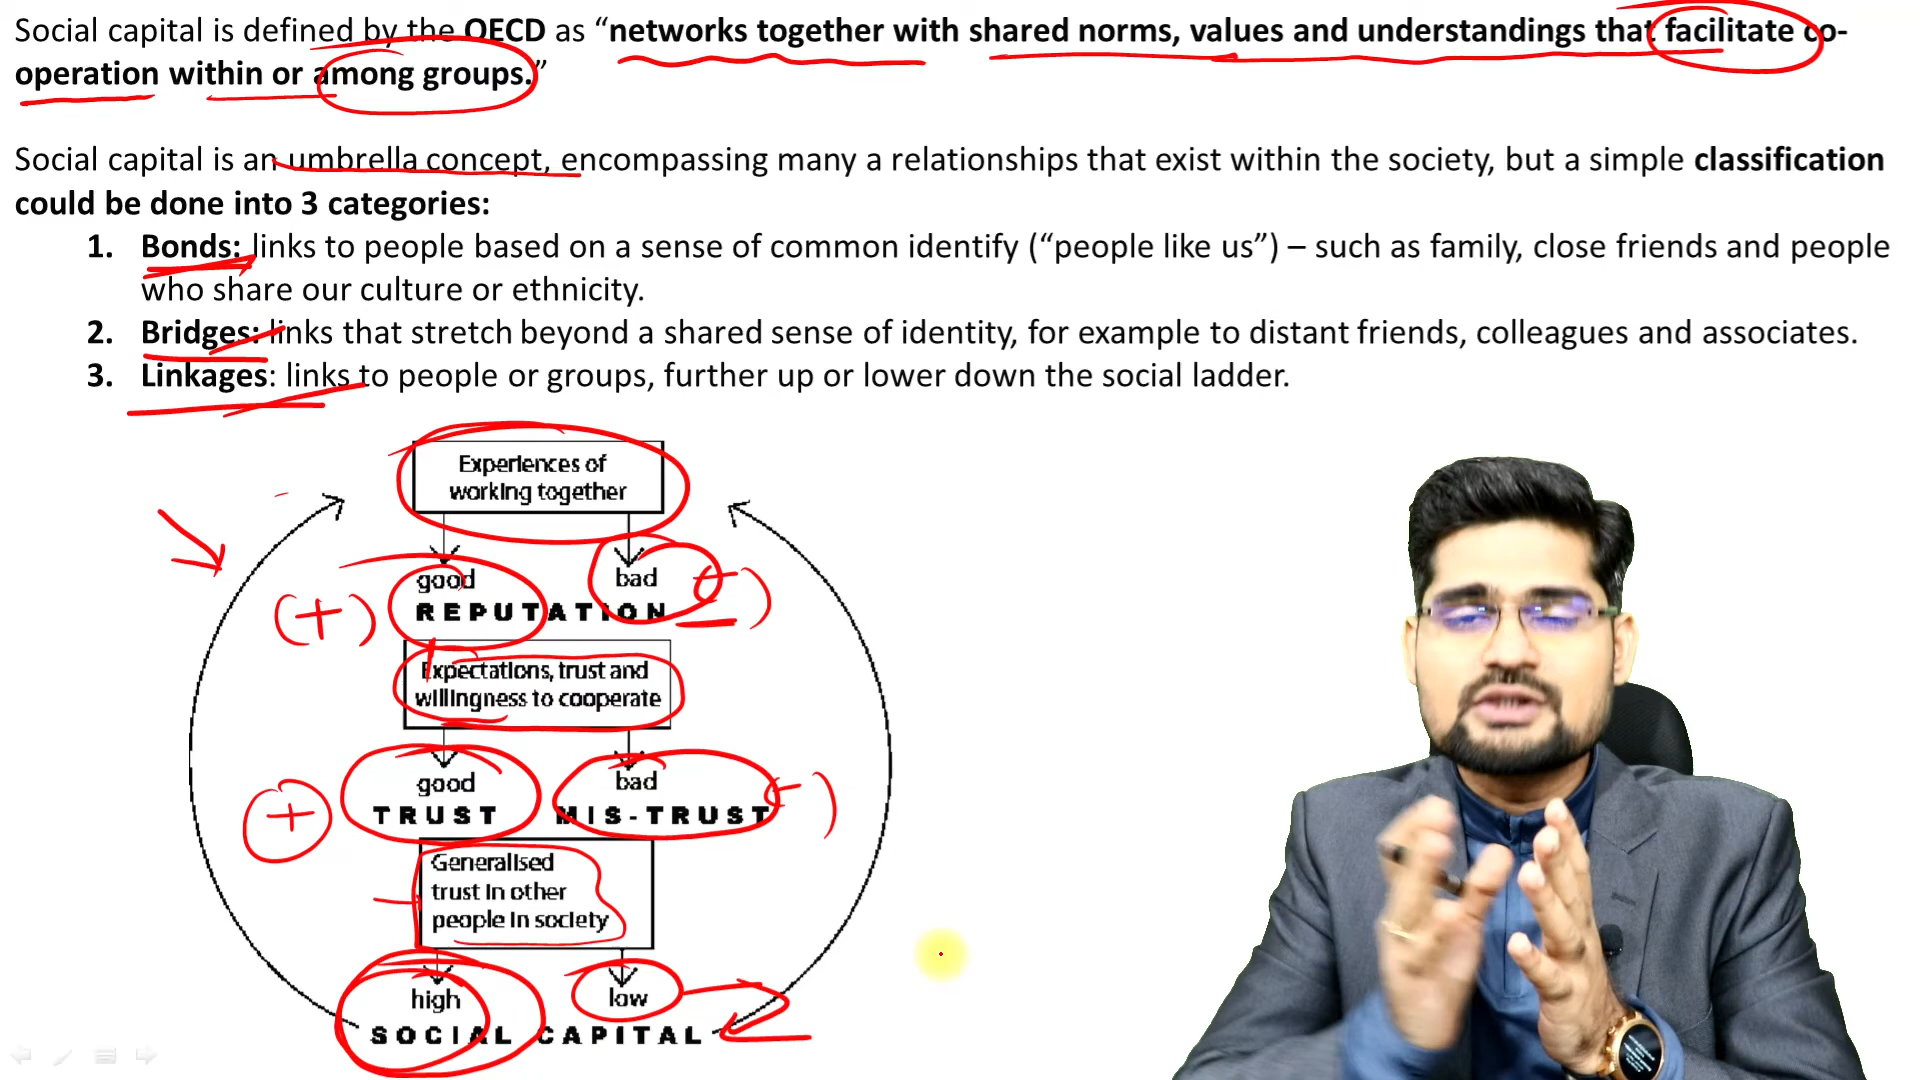 Social capital is defined by the OECD as “networks together with shared norms, values and understandings that facilitate co-
operation within or among groups.”
Social capital is an umbrella concept, encompassing many a relationships that exist within the society, but a simple classification
could be done into 3 categories:
1. Bonds: links to people based on a sense of common identify (“people like us”) – such as family, close friends and people
who share our culture or ethnicity.
2. Bridges: links that stretch beyond a shared sense of identity, for example to distant friends, colleagues and associates.
3. Linkages: links to people or groups, further up or lower down the social ladder.
Experiences of
working together
good bad
(+) (-)
REPUTATION
Expectations, trust and
willingness to cooperate
good bad
+ (-)
TRUST MIS-TRUST
Generalised
trust in other
people in society
high low
SOCIAL CAPITAL